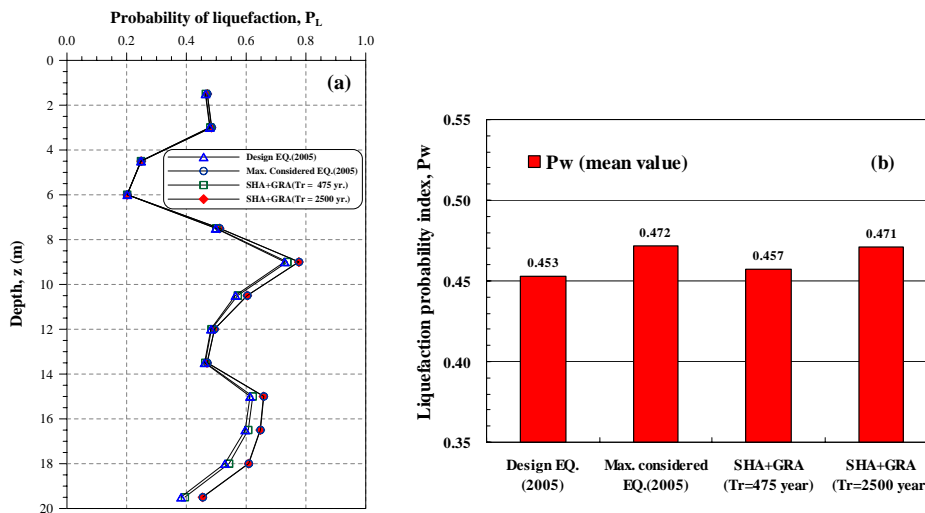 Probability of liquefaction, PL
0.0 0.2 0.4 0.6 0.8 1.0
0
2
4
6
8
10
12
14
16
18
20
Depth, z (m)
(a)
Design EQ.(2005)
Max. Considered EQ.(2005)
SHA+GRA(Tr = 475 yr.)
SHA+GRA(Tr = 2500 yr.)
Liquefaction probability index, Pw
0.55
0.50
0.45
0.40
0.35
Pw (mean value)
(b)
0.453
0.472
0.457
0.471
Design EQ.
(2005)
Max. considered
EQ.(2005)
SHA+GRA
(Tr=475 year)
SHA+GRA
(Tr=2500 year)